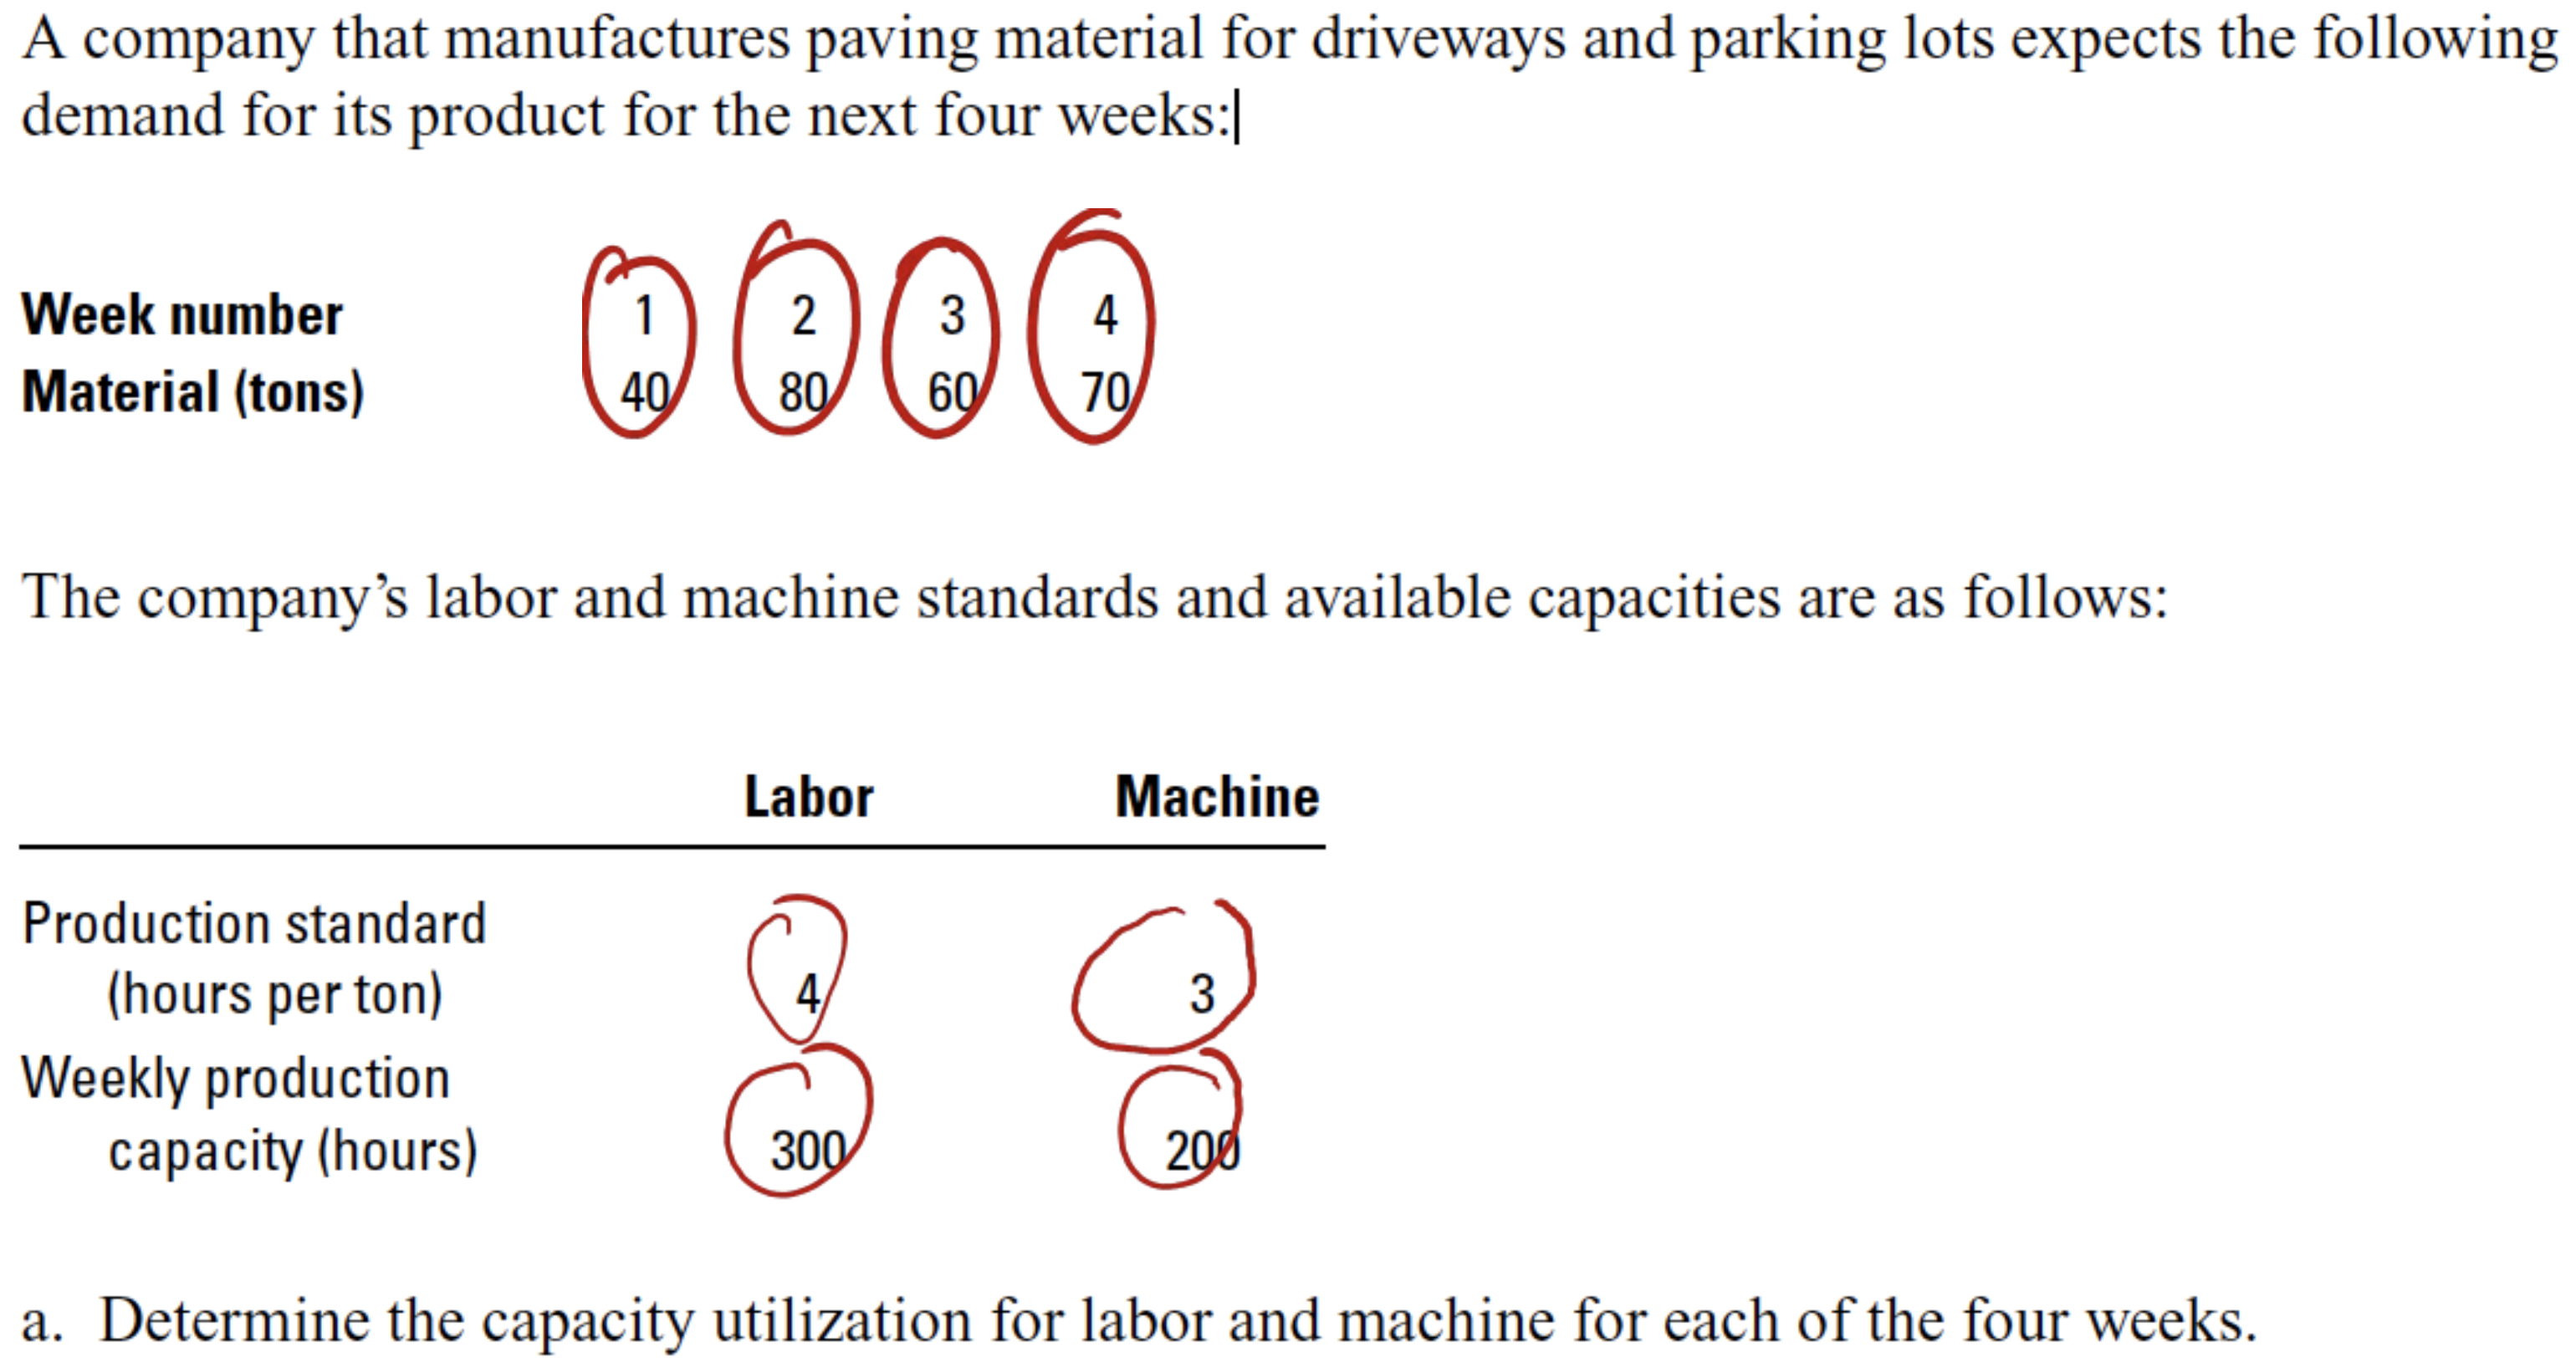 A company that manufactures paving material for driveways and parking lots expects the following
demand for its product for the next four weeks:
Week number 1 2 3 4
Material (tons) 40 80 60 70
The company’s labor and machine standards and available capacities are as follows:
Labor Machine
Production standard
(hours per ton) 4 3
Weekly production
capacity (hours) 300 200
a. Determine the capacity utilization for labor and machine for each of the four weeks.